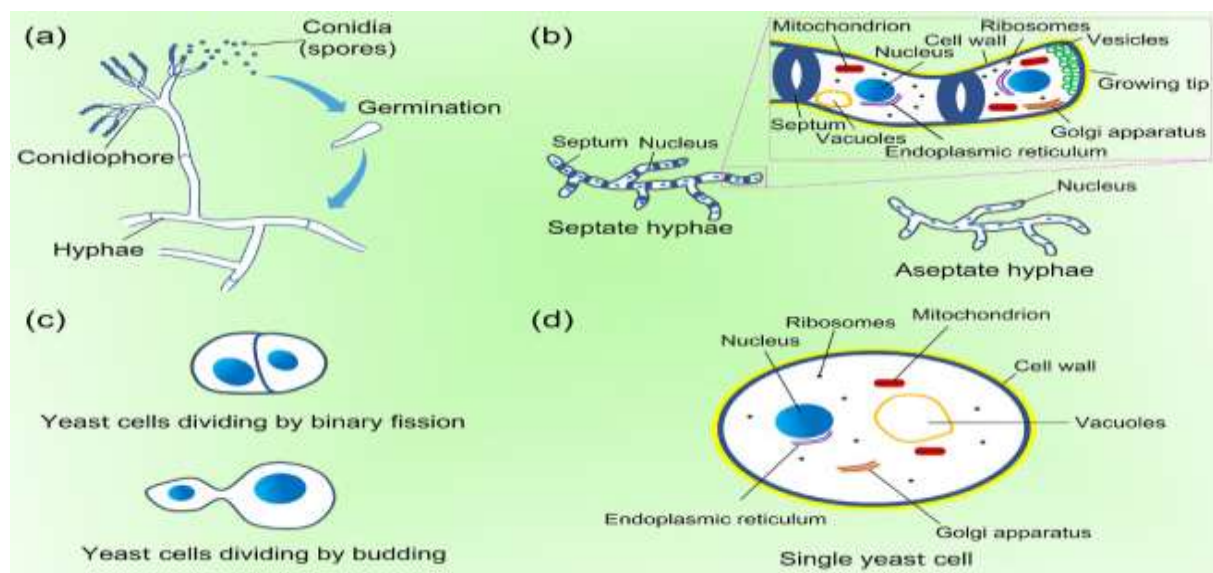 (a)
Conidia
(spores)
Germination
Conidiophore
Hyphae
(b)
Mitochondrion
Ribosomes
Nucleus
Cell wall
Vesicles
Growing tip
Septum
Vacuoles
Golgi apparatus
Endoplasmic reticulum
Septum
Nucleus
Septate hyphae
Nucleus
Aseptate hyphae
(c)
Yeast cells dividing by binary fission
Yeast cells dividing by budding
(d)
Ribosomes
Mitochondrion
Nucleus
Cell wall
Vacuoles
Endoplasmic reticulum
Golgi apparatus
Single yeast cell